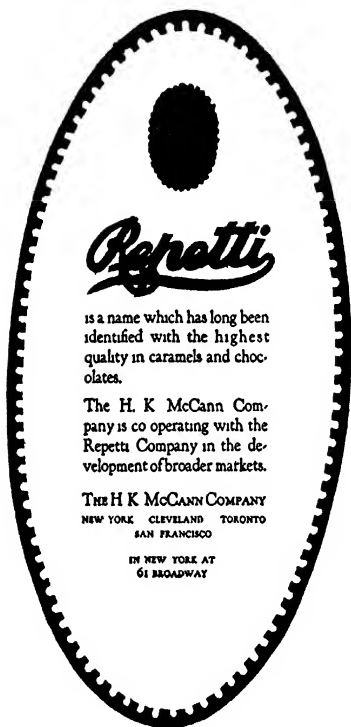 Repetti
is a name which has long been
identified with the highest
quality in caramels and choc-
olates.
The H. K McCann Com-
pany is co operating with the
Repetti Company in the de-
velopment of broader markets.
THE H K MCCANN COMPANY
NEW YORK CLEVELAND TORONTO
SAN FRANCISCO
IN NEW YORK AT
61 BROADWAY